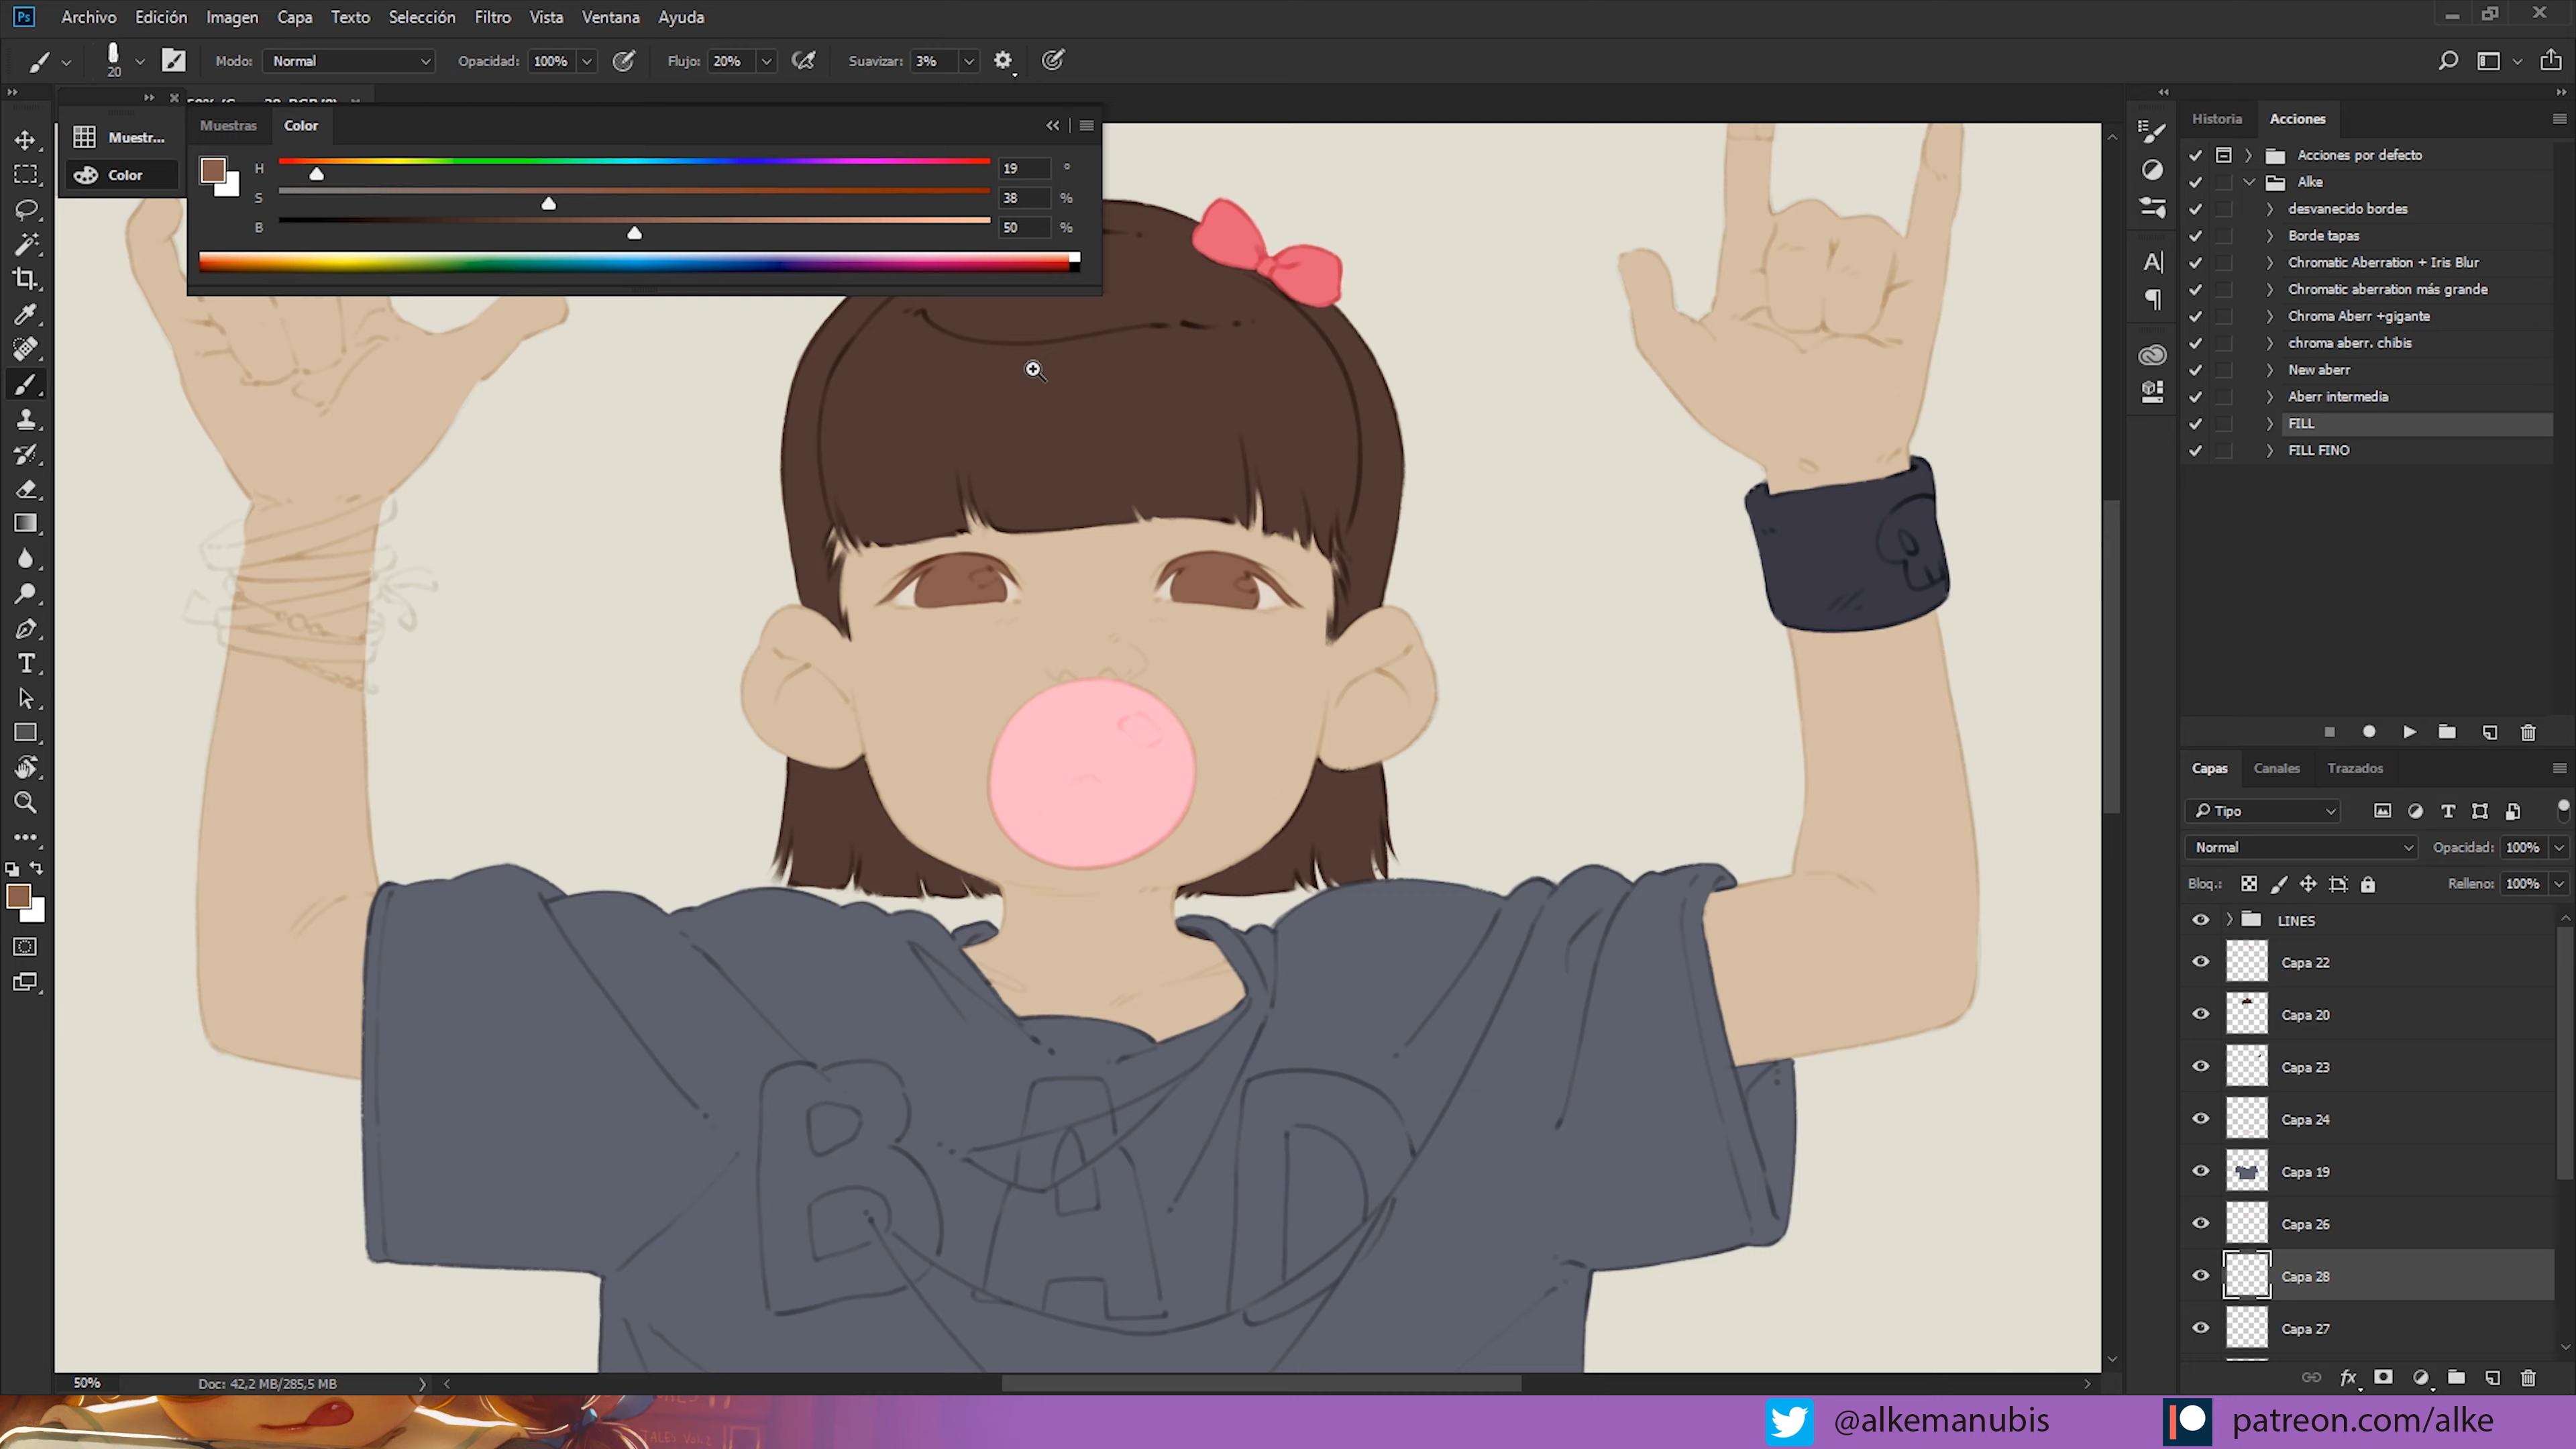 Ps Archivo Edición Imagen Capa Texto Selección Filtro Vista Ventana Ayuda
20 Modo: Normal Opacidad: 100% Flujo: 20% Suavizar: 3%
Muestr...
Color
Muestras Color
H 19 °
S 38 %
B 50 %
Historia Acciones
Acciones por defecto
Alke
desvanecido bordes
Borde tapas
Chromatic Aberration + Iris Blur
Chromatic aberration más grande
Chroma Aberr +gigante
chroma aberr. chibis
New aberr
Aberr intermedia
FILL
FILL FINO
BAD
Capas Canales Trazados
Tipo
Normal Opacidad: 100%
Bloq.: Relleno: 100%
LINES
Capa 22
Capa 20
Capa 23
Capa 24
Capa 19
Capa 26
Capa 28
Capa 27
50% Doc: 42,2 MB/285,5 MB
@alkemanubis patreon.com/alke